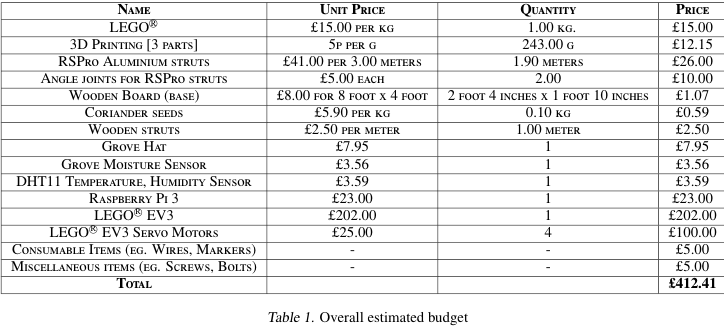 Name Unit Price Quantity Price
LEGO® £15.00 per kg 1.00 kg. £15.00
3D Printing [3 parts] 5p per g 243.00 g £12.15
RSPro Aluminium struts £41.00 per 3.00 meters 1.90 meters £26.00
Angle joints for RSPro struts £5.00 each 2.00 £10.00
Wooden Board (base) £8.00 for 8 foot x 4 foot 2 foot 4 inches x 1 foot 10 inches £1.07
Coriander seeds £5.90 per kg 0.10 kg £0.59
Wooden struts £2.50 per meter 1.00 meter £2.50
Grove Hat £7.95 1 £7.95
Grove Moisture Sensor £3.56 1 £3.56
DHT11 Temperature, Humidity Sensor £3.59 1 £3.59
Raspberry Pi 3 £23.00 1 £23.00
LEGO® EV3 £202.00 1 £202.00
LEGO® EV3 Servo Motors £25.00 4 £100.00
Consumable Items (eg. Wires, Markers) - - £5.00
Miscellaneous items (eg. Screws, Bolts) - - £5.00
Total £412.41
Table 1. Overall estimated budget